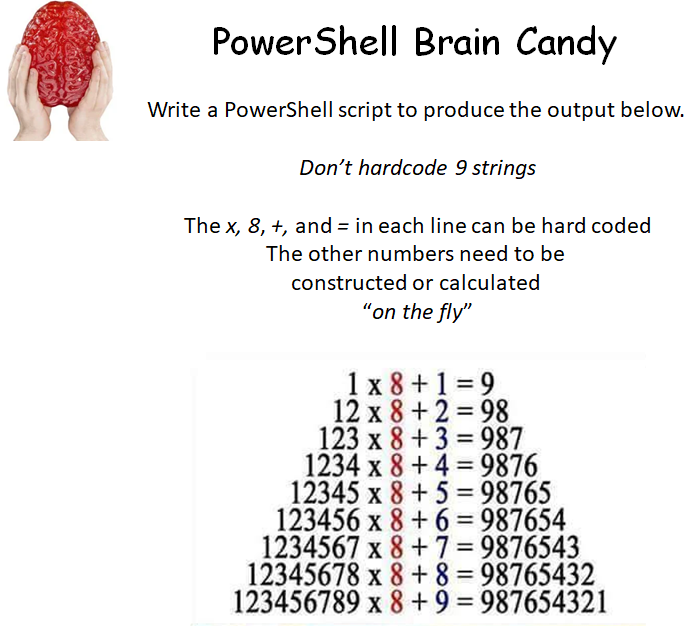 PowerShell Brain Candy
Write a PowerShell script to produce the output below.
Don't hardcode 9 strings
The x, 8, +, and = in each line can be hard coded
The other numbers need to be
constructed or calculated
“on the fly”
1 x 8 + 1 = 9
12 x 8 + 2 = 98
123 x 8 + 3 = 987
1234 x 8 + 4 = 9876
12345 x 8 + 5 = 98765
123456 x 8 + 6 = 987654
1234567 x 8 + 7 = 9876543
12345678 x 8 + 8 = 98765432
123456789 x 8 + 9 = 987654321